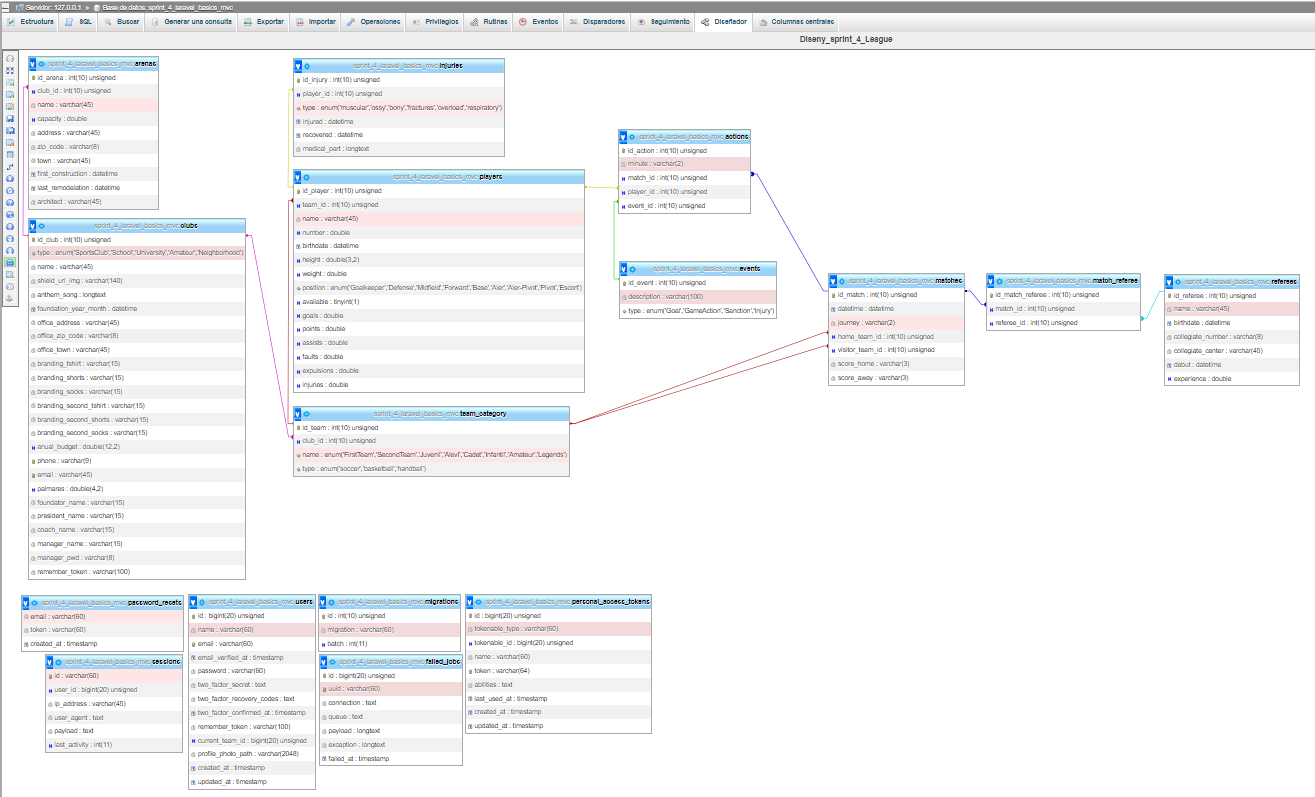 Servidor: 127.0.0.1 » Base de datos: sprint_4_laravel_basics_mvc
Estructura SQL Buscar Generar una consulta Exportar Importar Operaciones Privilegios Rutinas Eventos Disparadores Seguimiento Diseñador Columnas centrales
Diseny_sprint_4_League
sprint_4_laravel_basics_mvc.arenas
id_arena : int(10) unsigned
club_id : int(10) unsigned
name : varchar(45)
capacity : double
address : varchar(45)
zip_code : varchar(8)
town : varchar(45)
first_construction : datetime
last_remodelation : datetime
architect : varchar(45)
sprint_4_laravel_basics_mvc.clubs
id_club : int(10) unsigned
type : enum('SportsClub','School','University','Amateur','Neighborhood')
name : varchar(45)
shield_url_img : varchar(140)
anthem_song : longtext
foundation_year_month : datetime
office_address : varchar(45)
office_zip_code : varchar(8)
office_town : varchar(45)
branding_tshirt : varchar(15)
branding_shorts : varchar(15)
branding_socks : varchar(15)
branding_second_tshirt : varchar(15)
branding_second_shorts : varchar(15)
branding_second_socks : varchar(15)
anual_budget : double(12,2)
phone : varchar(9)
email : varchar(45)
palmares : double(4,2)
foundator_name : varchar(15)
president_name : varchar(15)
coach_name : varchar(15)
manager_name : varchar(15)
manager_pwd : varchar(8)
remember_token : varchar(100)
sprint_4_laravel_basics_mvc.injuries
id_injury : int(10) unsigned
player_id : int(10) unsigned
type : enum('muscular','ossy','bony','fractures','overload','respiratory')
injured : datetime
recovered : datetime
medical_part : longtext
sprint_4_laravel_basics_mvc.players
id_player : int(10) unsigned
team_id : int(10) unsigned
name : varchar(45)
number : double
birthdate : datetime
height : double(3,2)
weight : double
position : enum('Goalkeeper','Defense','Midfield','Forward','Base','Aler','Aler-Pivot','Pivot','Escort')
available : tinyint(1)
goals : double
points : double
assists : double
faults : double
expulsions : double
injuries : double
sprint_4_laravel_basics_mvc.team_category
id_team : int(10) unsigned
club_id : int(10) unsigned
name : enum('FirstTeam','SecondTeam','Juvenil','Aleví','Cadet','Infantil','Amateur','Legends')
type : enum('soccer','basketball','handball')
sprint_4_laravel_basics_mvc.actions
id_action : int(10) unsigned
minute : varchar(2)
match_id : int(10) unsigned
player_id : int(10) unsigned
event_id : int(10) unsigned
sprint_4_laravel_basics_mvc.events
id_event : int(10) unsigned
description : varchar(100)
type : enum('Goal','GameAction','Sanction','Injury')
sprint_4_laravel_basics_mvc.matches
id_match : int(10) unsigned
datetime : datetime
journey : varchar(2)
home_team_id : int(10) unsigned
visitor_team_id : int(10) unsigned
score_home : varchar(3)
score_away : varchar(3)
sprint_4_laravel_basics_mvc.match_referee
id_match_referee : int(10) unsigned
match_id : int(10) unsigned
referee_id : int(10) unsigned
sprint_4_laravel_basics_mvc.referees
id_referee : int(10) unsigned
name : varchar(45)
birthdate : datetime
collegiate_number : varchar(8)
collegiate_center : varchar(45)
debut : datetime
experience : double
sprint_4_laravel_basics_mvc.password_resets
email : varchar(60)
token : varchar(60)
created_at : timestamp
sprint_4_laravel_basics_mvc.sessions
id : varchar(60)
user_id : bigint(20) unsigned
ip_address : varchar(45)
user_agent : text
payload : text
last_activity : int(11)
sprint_4_laravel_basics_mvc.users
id : bigint(20) unsigned
name : varchar(60)
email : varchar(60)
email_verified_at : timestamp
password : varchar(60)
two_factor_secret : text
two_factor_recovery_codes : text
two_factor_confirmed_at : timestamp
remember_token : varchar(100)
current_team_id : bigint(20) unsigned
profile_photo_path : varchar(2048)
created_at : timestamp
updated_at : timestamp
sprint_4_laravel_basics_mvc.migrations
id : int(10) unsigned
migration : varchar(60)
batch : int(11)
sprint_4_laravel_basics_mvc.failed_jobs
id : bigint(20) unsigned
uuid : varchar(60)
connection : text
queue : text
payload : longtext
exception : longtext
failed_at : timestamp
sprint_4_laravel_basics_mvc.personal_access_tokens
id : bigint(20) unsigned
tokenable_type : varchar(60)
tokenable_id : bigint(20) unsigned
name : varchar(60)
token : varchar(64)
abilities : text
last_used_at : timestamp
created_at : timestamp
updated_at : timestamp